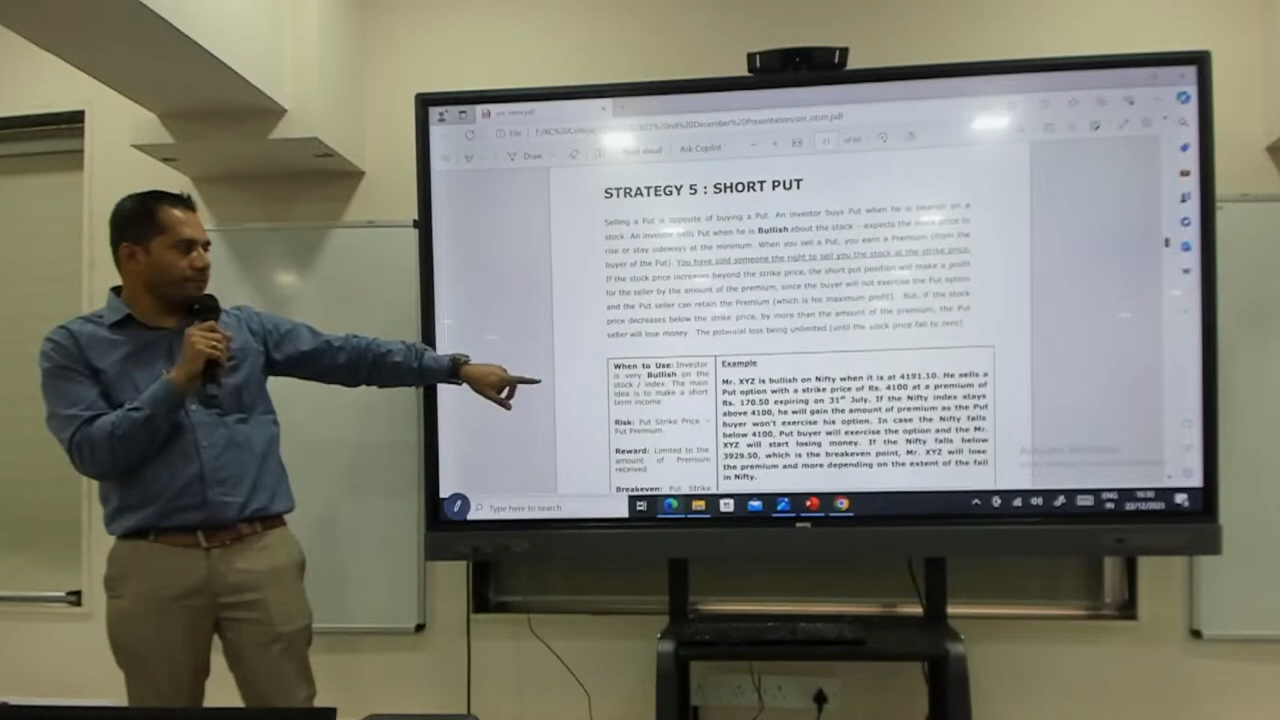 File
Draw
Read aloud
Ask Copilot
STRATEGY 5 : SHORT PUT
Selling a Put is opposite of buying a Put. An investor buys Put when he is bearish on a
stock. An investor sells Put when he is Bullish about the stock – expects the stock price to
rise or stay sideways at the minimum. When you sell a Put, you earn a Premium (from the
buyer of the Put). You have sold someone the right to sell you the stock at the strike price.
If the stock price increases beyond the strike price, the short put position will make a profit
for the seller by the amount of the premium, since the buyer will not exercise the Put option
and the Put seller can retain the Premium (which is his maximum profit). But, if the stock
price decreases below the strike price, by more than the amount of the premium, the Put
seller will lose money. The potential loss being unlimited (until the stock price fall to zero).
When to Use: Investor
is very Bullish on the
stock / index. The main
idea is to make a short
term income.
Risk: Put Strike Price –
Put Premium.
Reward: Limited to the
amount of Premium
received.
Breakeven: Put Strike
Example
Mr. XYZ is bullish on Nifty when it is at 4191.10. He sells a
Put option with a strike price of Rs. 4100 at a premium of
Rs. 170.50 expiring on 31st July. If the Nifty index stays
above 4100, he will gain the amount of premium as the Put
buyer won't exercise his option. In case the Nifty falls
below 4100, Put buyer will exercise the option and the Mr.
XYZ will start losing money. If the Nifty falls below
3929.50, which is the breakeven point, Mr. XYZ will lose
the premium and more depending on the extent of the fall
in Nifty.
Activate Windows
Type here to search
ENG
IN
22/12/2023